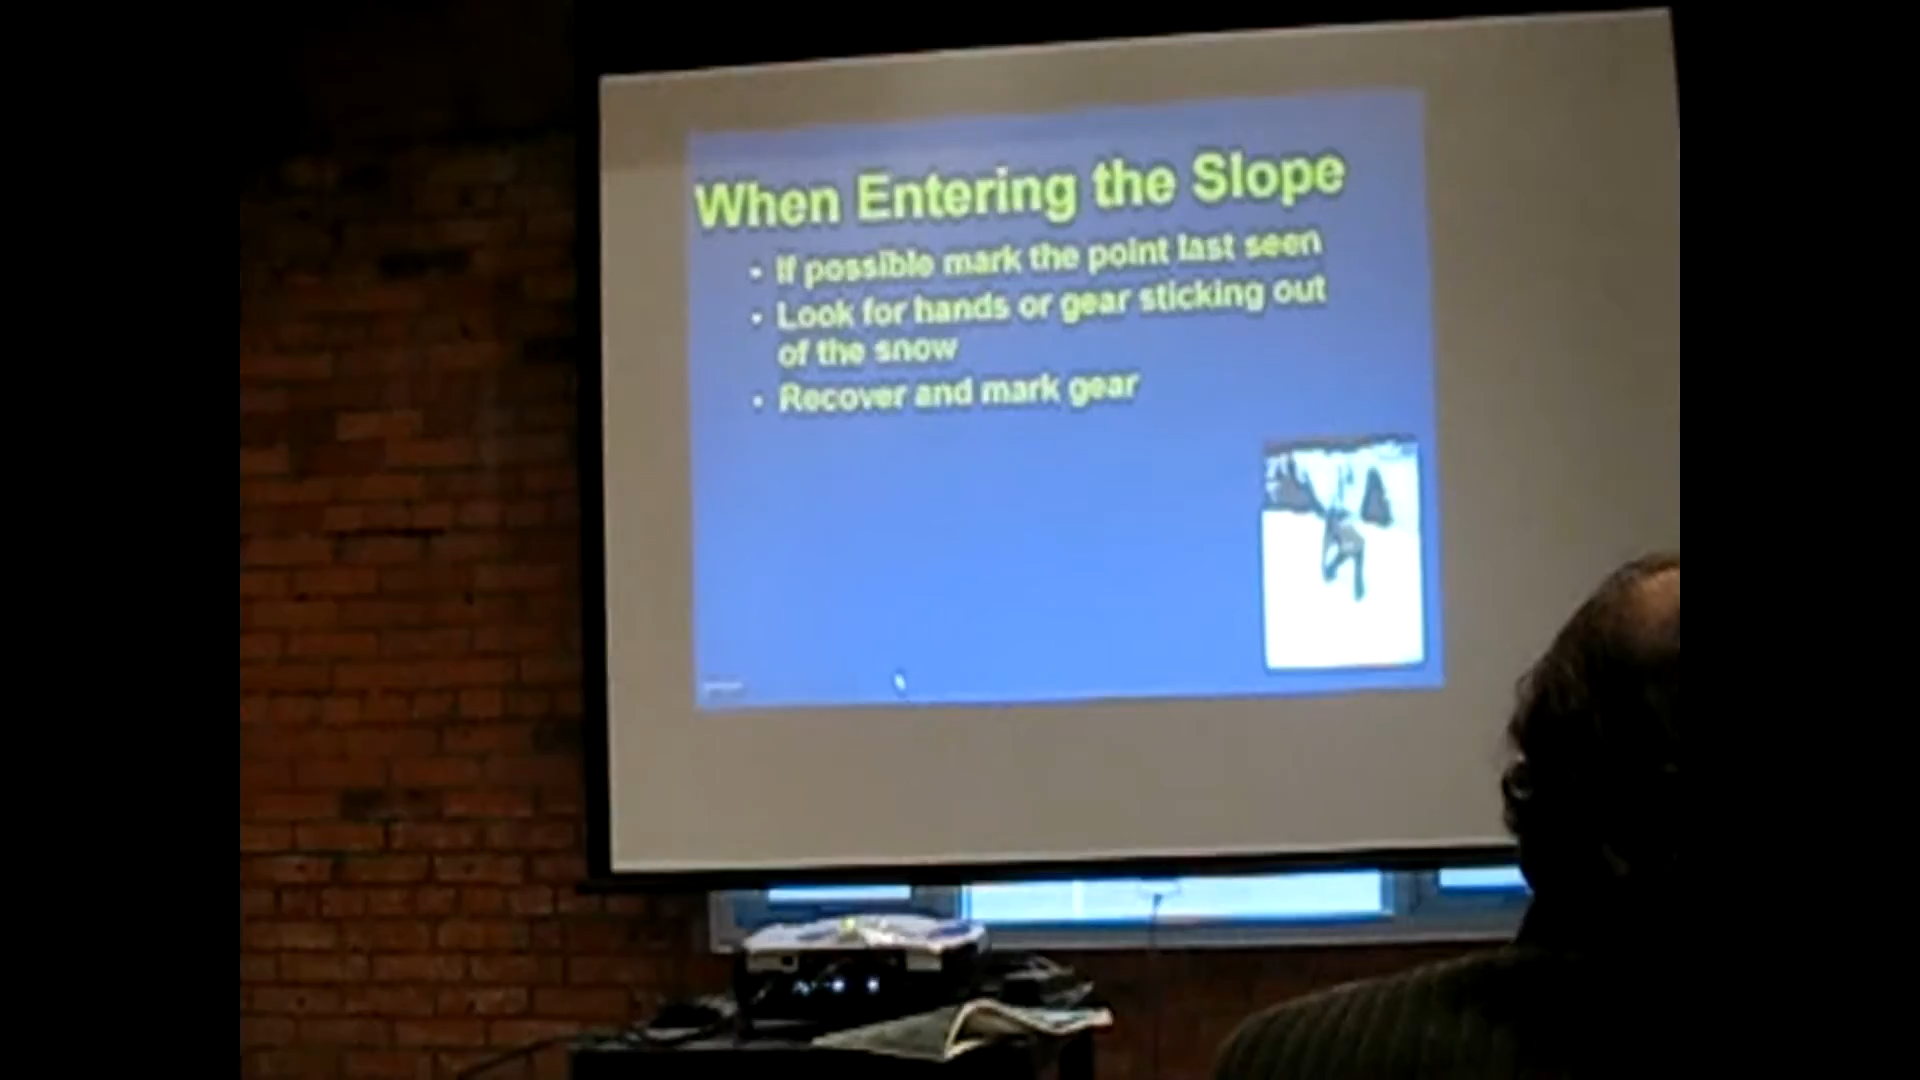 When Entering the Slope
• If possible mark the point last seen
• Look for hands or gear sticking out
of the snow
• Recover and mark gear